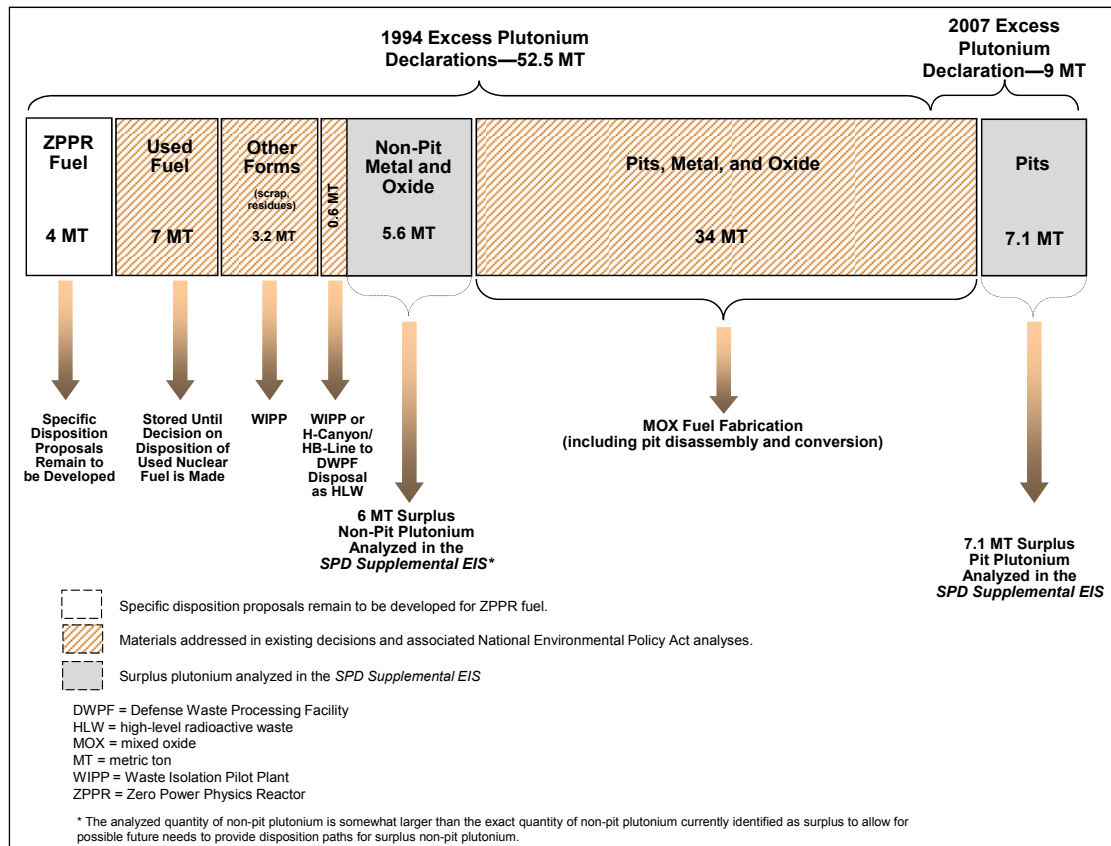 1994 Excess Plutonium
Declarations—52.5 MT
2007 Excess
Plutonium
Declaration—9 MT
ZPPR
Fuel
4 MT
Used
Fuel
7 MT
Other
Forms
(scrap,
residues)
3.2 MT
0.6 MT
Non-Pit
Metal and
Oxide
5.6 MT
Pits, Metal, and Oxide
34 MT
Pits
7.1 MT
Specific
Disposition
Proposals
Remain to
be Developed
Stored Until
Decision on
Disposition of
Used Nuclear
Fuel is Made
WIPP
WIPP or
H-Canyon/
HB-Line to
DWPF
Disposal
as HLW
6 MT Surplus
Non-Pit Plutonium
Analyzed in the
SPD Supplemental EIS*
MOX Fuel Fabrication
(including pit disassembly and conversion)
7.1 MT Surplus
Pit Plutonium
Analyzed in the
SPD Supplemental EIS
Specific disposition proposals remain to be developed for ZPPR fuel.
Materials addressed in existing decisions and associated National Environmental Policy Act analyses.
Surplus plutonium analyzed in the SPD Supplemental EIS
DWPF = Defense Waste Processing Facility
HLW = high-level radioactive waste
MOX = mixed oxide
MT = metric ton
WIPP = Waste Isolation Pilot Plant
ZPPR = Zero Power Physics Reactor
* The analyzed quantity of non-pit plutonium is somewhat larger than the exact quantity of non-pit plutonium currently identified as surplus to allow for
possible future needs to provide disposition paths for surplus non-pit plutonium.